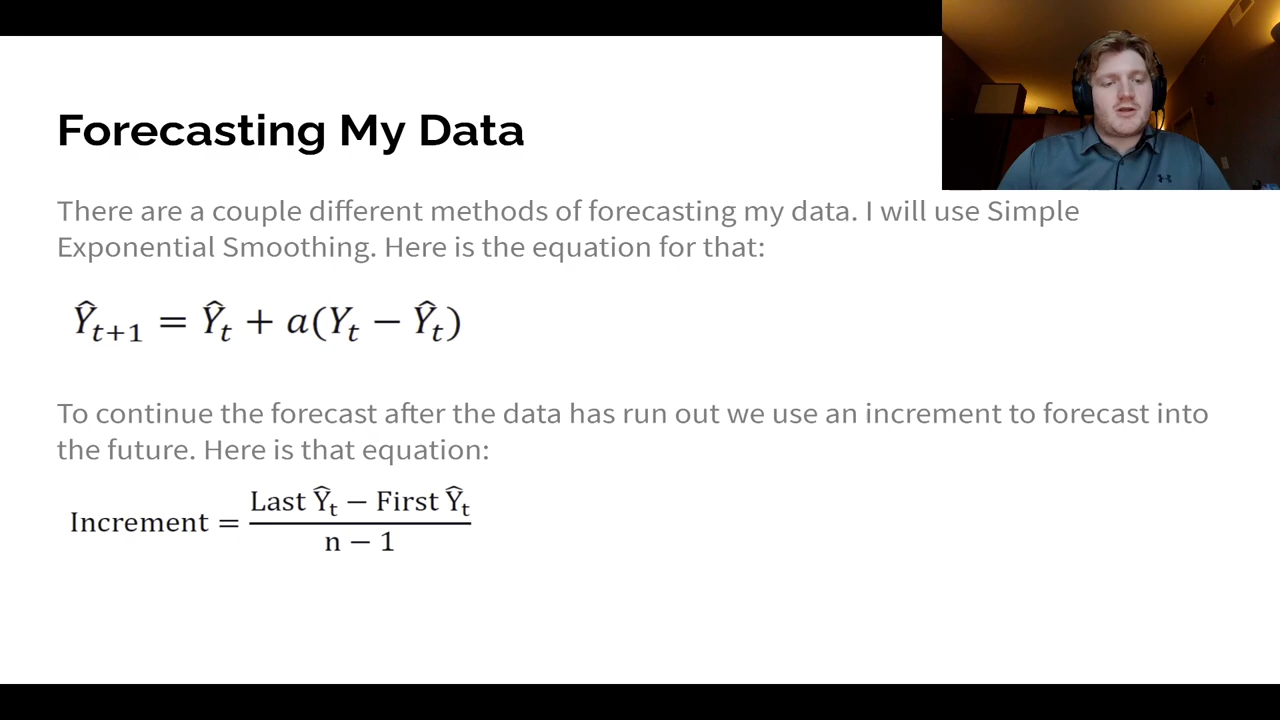 Forecasting My Data
There are a couple different methods of forecasting my data. I will use Simple
Exponential Smoothing. Here is the equation for that:
Ŷₜ₊₁ = Ŷₜ + a(Yₜ − Ŷₜ)
To continue the forecast after the data has run out we use an increment to forecast into
the future. Here is that equation:
Increment = (Last Ŷₜ − First Ŷₜ) / (n − 1)